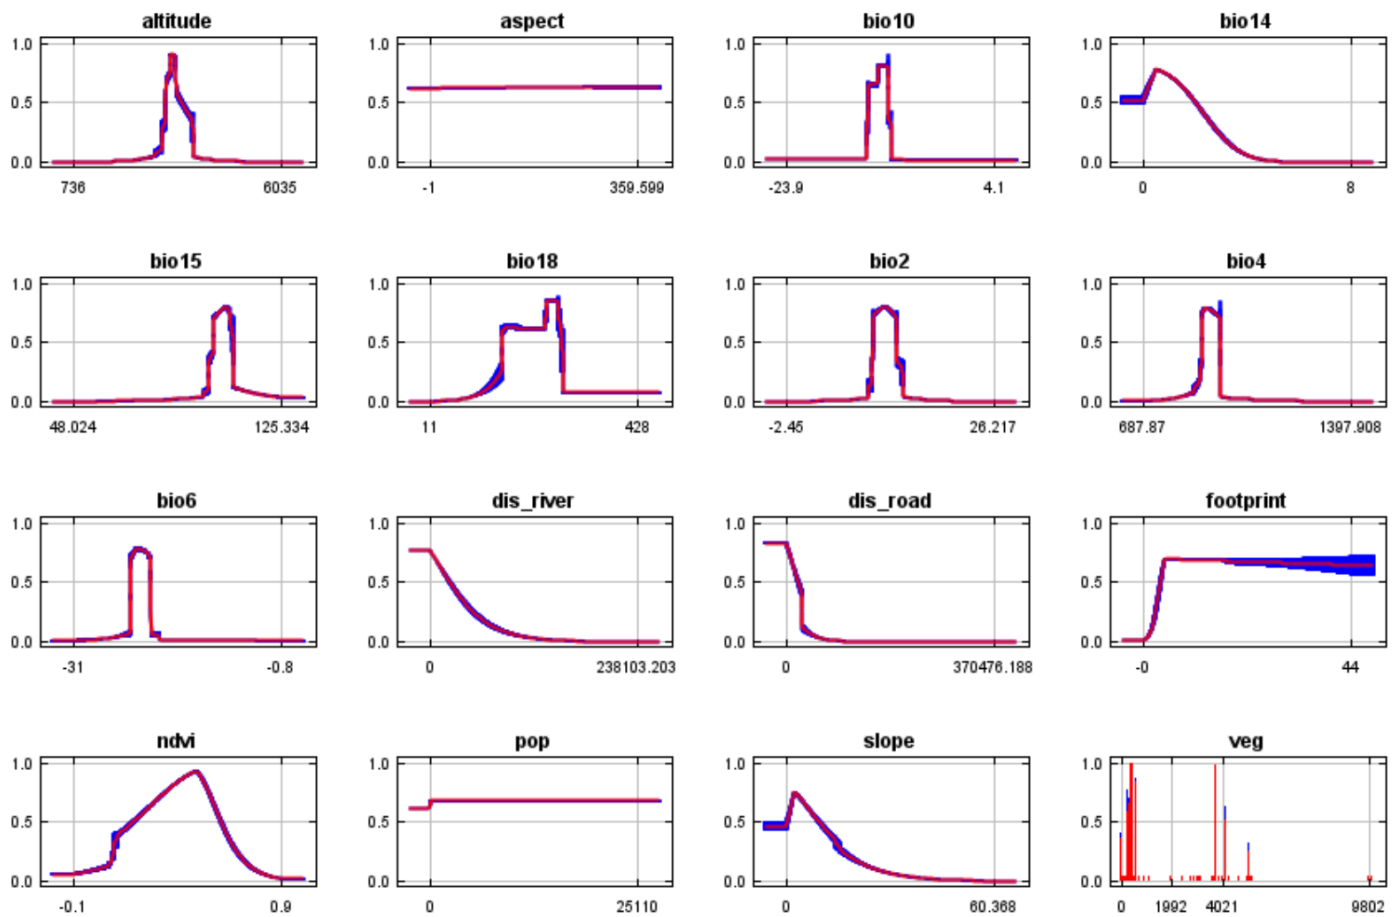 altitude aspect bio10 bio14
1.0 1.0 1.0 1.0
0.5 0.5 0.5 0.5
0.0 0.0 0.0 0.0
736 6035 -1 359.599 -23.9 4.1 0 8
bio15 bio18 bio2 bio4
1.0 1.0 1.0 1.0
0.5 0.5 0.5 0.5
0.0 0.0 0.0 0.0
48.024 125.334 11 428 -2.45 26.217 687.87 1397.908
bio6 dis_river dis_road footprint
1.0 1.0 1.0 1.0
0.5 0.5 0.5 0.5
0.0 0.0 0.0 0.0
-31 -0.8 0 238103.203 0 370476.188 -0 44
ndvi pop slope veg
1.0 1.0 1.0 1.0
0.5 0.5 0.5 0.5
0.0 0.0 0.0 0.0
-0.1 0.9 0 25110 0 60.368 0 1992 4021 9802